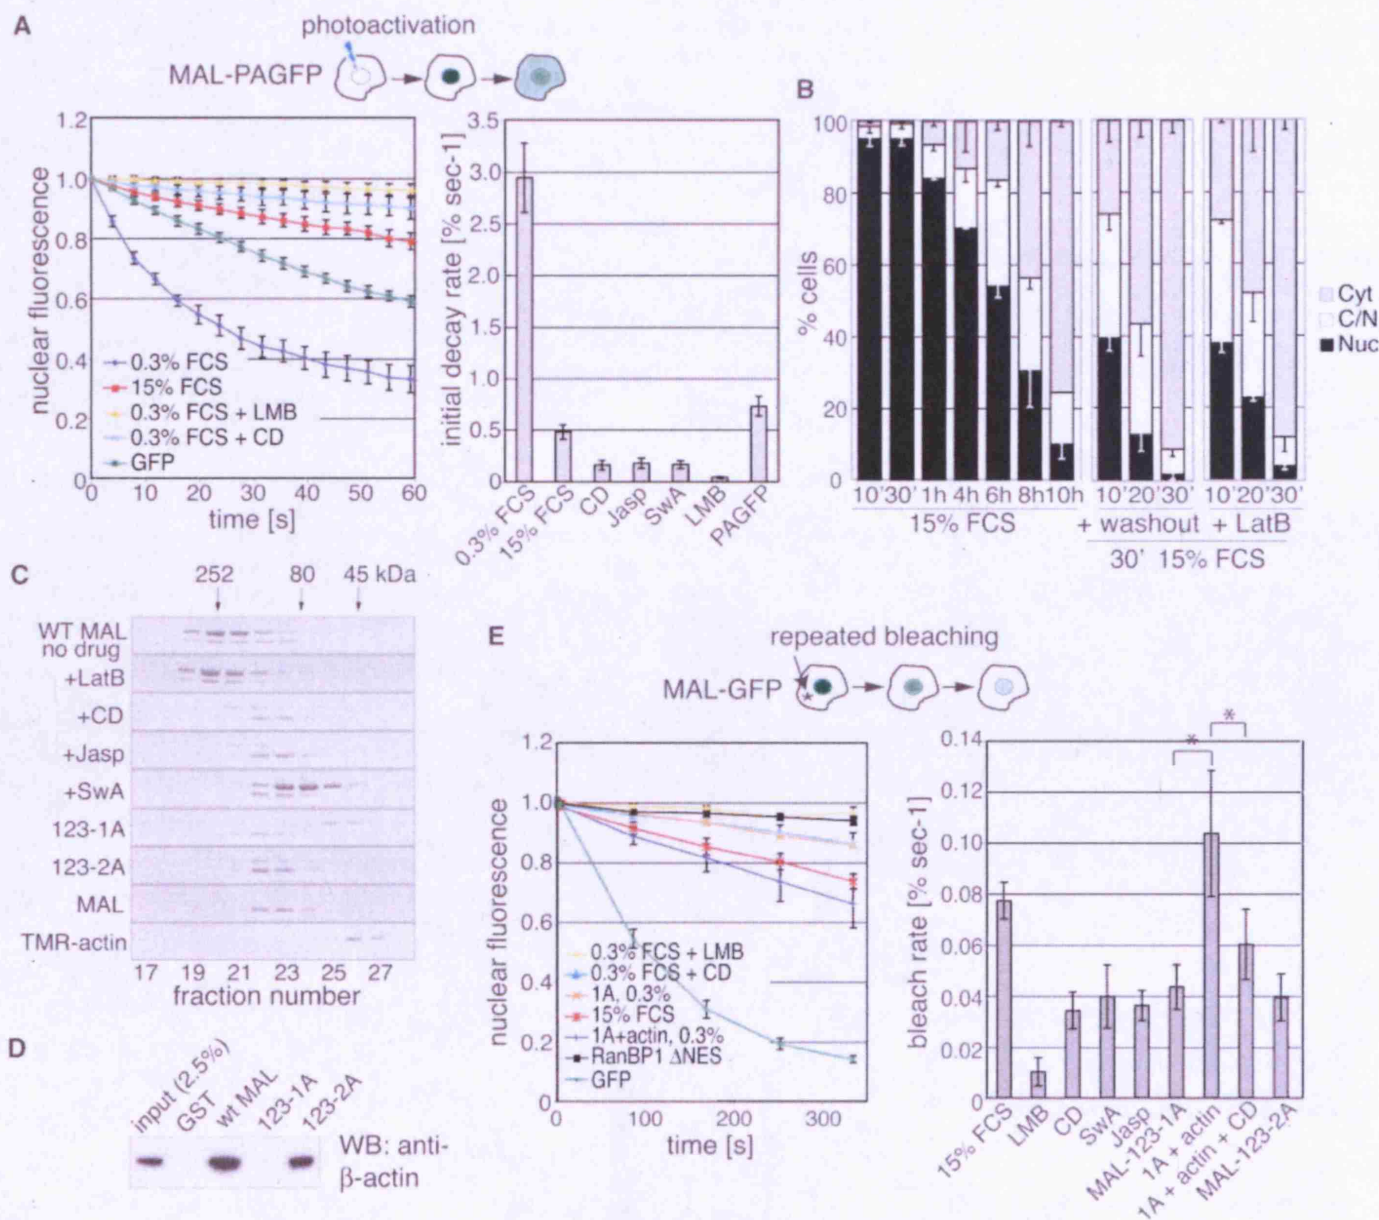 A
photoactivation
MAL-PAGFP
nuclear fluorescence
1.2
1.0
0.8
0.6
0.4
0.2
0
0.3% FCS
15% FCS
0.3% FCS + LMB
0.3% FCS + CD
GFP
0 10 20 30 40 50 60
time [s]
initial decay rate [% sec-1]
3.5
3.0
2.5
2.0
1.5
1.0
0.5
0
0.3% FCS
15% FCS
CD
Jasp
SwA
LMB
PAGFP
B
% cells
100
80
60
40
20
0
Cyt
C/N
Nuc
10' 30' 1h 4h 6h 8h 10h
10' 20' 30'
10' 20' 30'
15% FCS
+ washout
+ LatB
30' 15% FCS
C
252 80 45 kDa
WT MAL
no drug
+LatB
+CD
+Jasp
+SwA
123-1A
123-2A
MAL
TMR-actin
17 19 21 23 25 27
fraction number
D
input (2.5%)
GST
wt MAL
123-1A
123-2A
WB: anti-
β-actin
E
repeated bleaching
MAL-GFP
nuclear fluorescence
1.2
1.0
0.8
0.6
0.4
0.2
0
0.3% FCS + LMB
0.3% FCS + CD
1A, 0.3%
15% FCS
1A+actin, 0.3%
RanBP1 ΔNES
GFP
0 100 200 300
time [s]
bleach rate [% sec-1]
0.14
0.12
0.10
0.08
0.06
0.04
0.02
0
*
*
15% FCS
LMB
CD
SwA
Jasp
MAL-123-1A
1A + actin
1A + actin + CD
MAL-123-2A